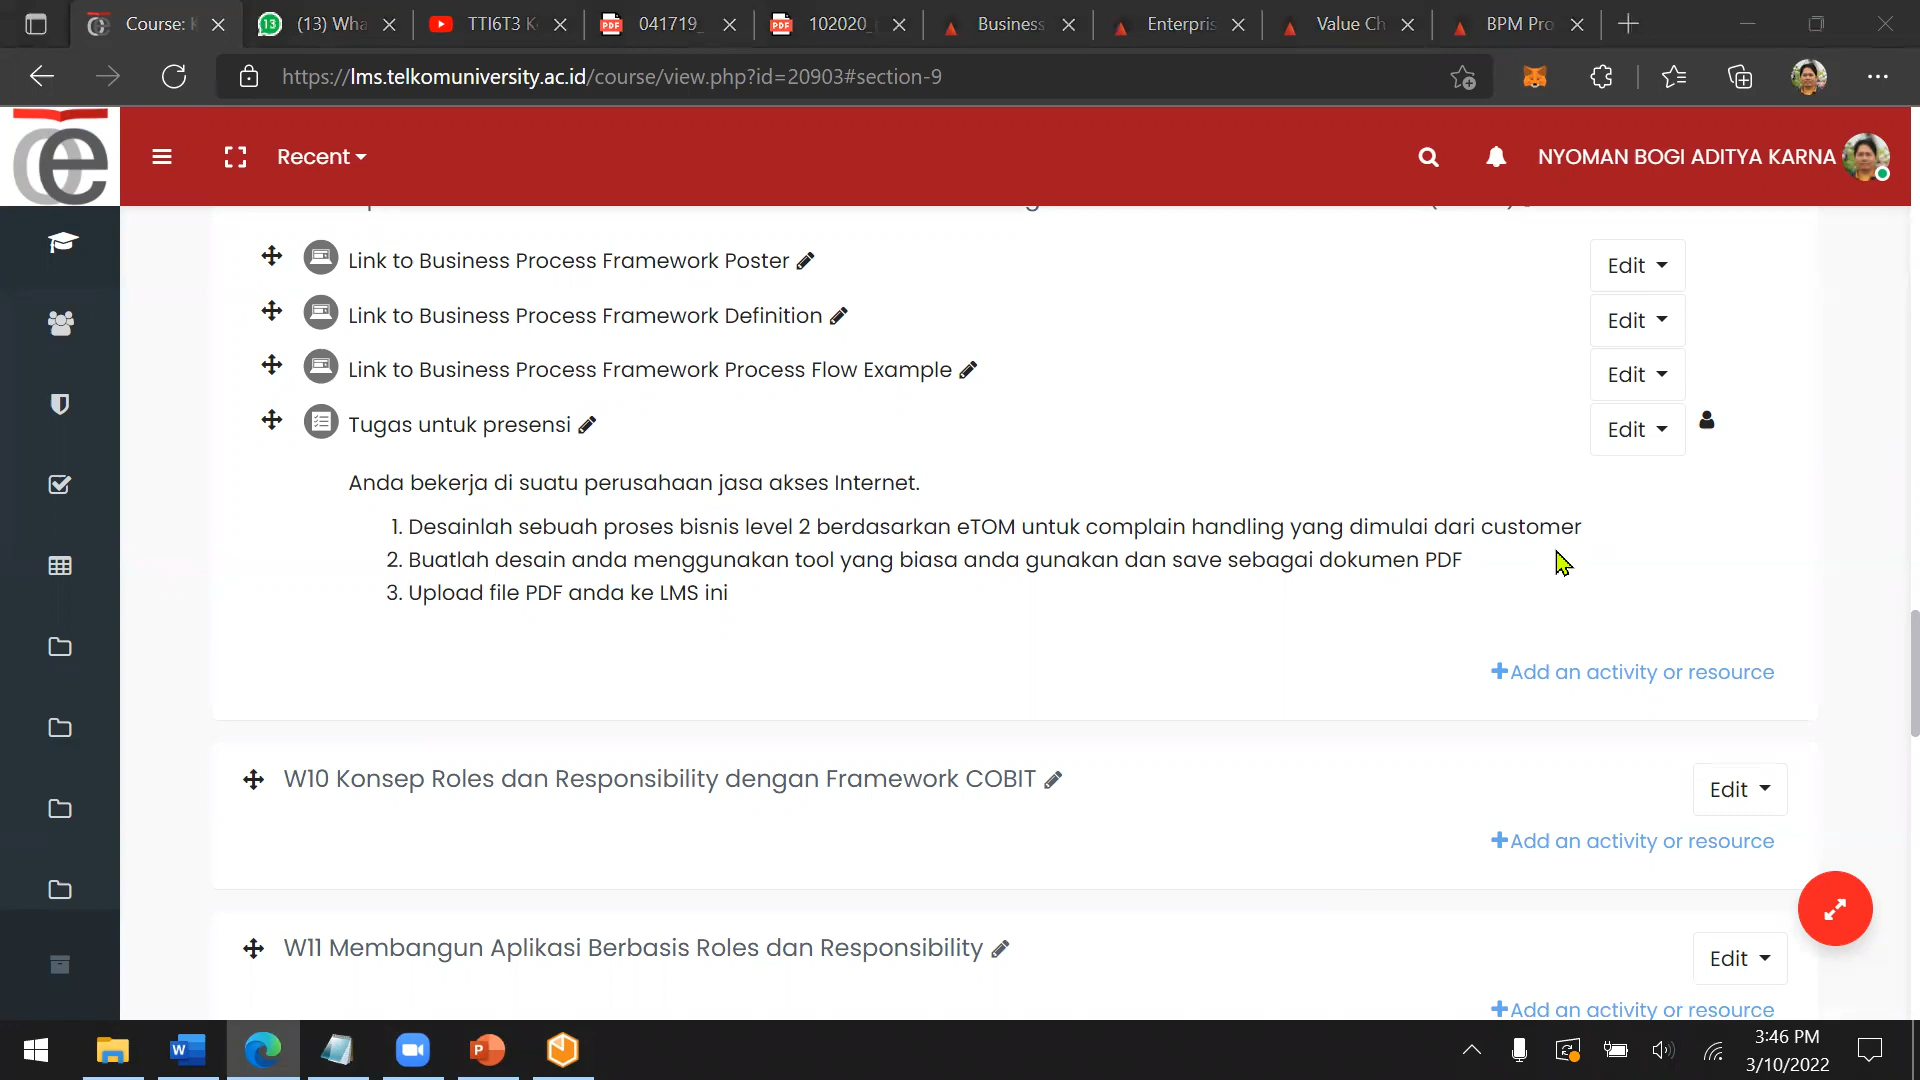 Course: K
(13) Wha
TTI6T3 K
041719_
102020_
Business
Enterpris
Value Ch
BPM Pro
https://lms.telkomuniversity.ac.id/course/view.php?id=20903#section-9
Recent
NYOMAN BOGI ADITYA KARNA
Link to Business Process Framework Poster
Edit
Link to Business Process Framework Definition
Edit
Link to Business Process Framework Process Flow Example
Edit
Tugas untuk presensi
Edit
Anda bekerja di suatu perusahaan jasa akses Internet.
1. Desainlah sebuah proses bisnis level 2 berdasarkan eTOM untuk complain handling yang dimulai dari customer
2. Buatlah desain anda menggunakan tool yang biasa anda gunakan dan save sebagai dokumen PDF
3. Upload file PDF anda ke LMS ini
+Add an activity or resource
W10 Konsep Roles dan Responsibility dengan Framework COBIT
Edit
+Add an activity or resource
W11 Membangun Aplikasi Berbasis Roles dan Responsibility
Edit
+Add an activity or resource
3:46 PM
3/10/2022